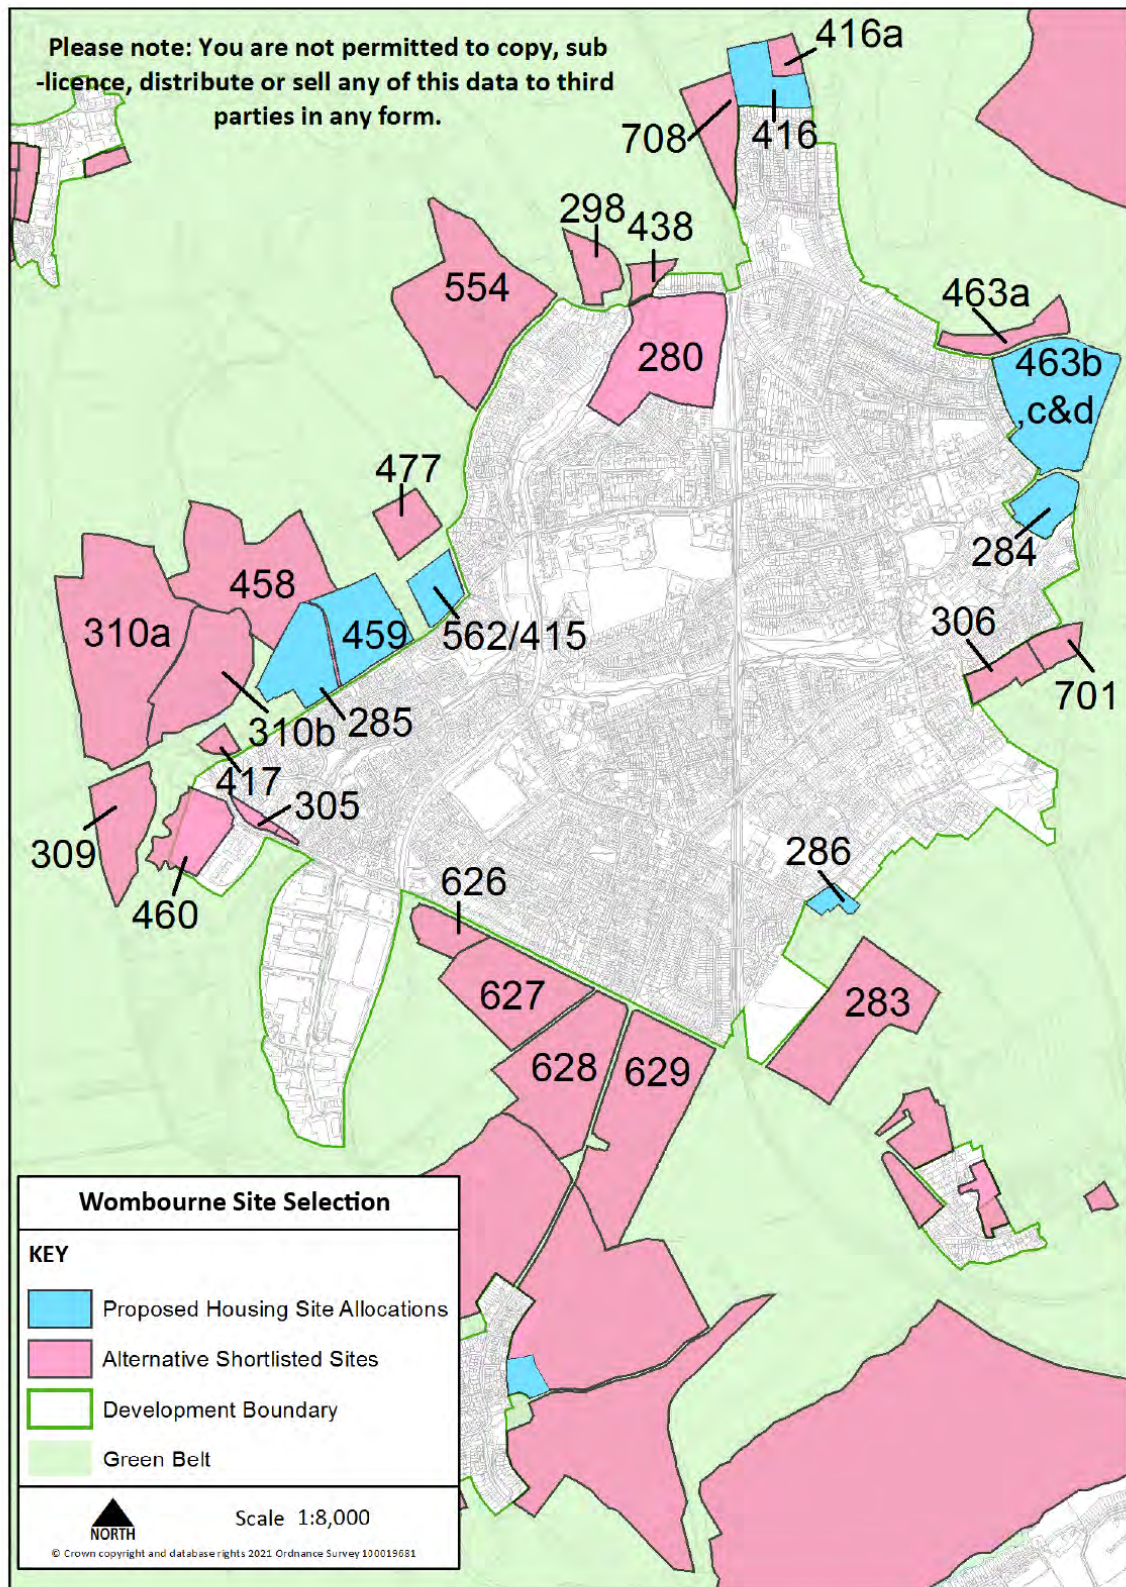 Please note: You are not permitted to copy, sub
-licence, distribute or sell any of this data to third
parties in any form.
416a
708
416
298
438
554
463a
280
463b
,c&d
477
284
458
310a
459
562/415
306
701
310b
285
417
305
309
460
286
626
627
283
628
629
Wombourne Site Selection
KEY
Proposed Housing Site Allocations
Alternative Shortlisted Sites
Development Boundary
Green Belt
NORTH
Scale 1:8,000
© Crown copyright and database rights 2021 Ordnance Survey 100019681